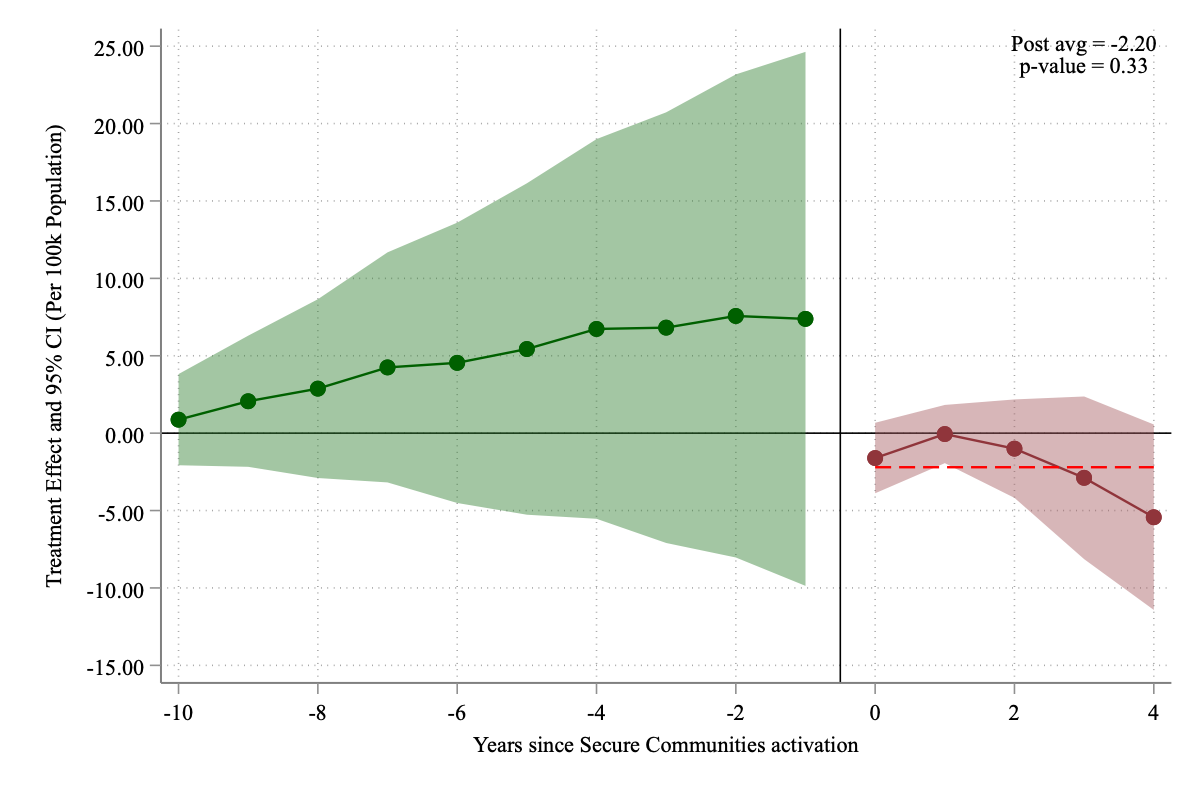 Post avg = -2.20
p-value = 0.33
Treatment Effect and 95% CI (Per 100k Population)
25.00
20.00
15.00
10.00
5.00
0.00
-5.00
-10.00
-15.00
-10 -8 -6 -4 -2 0 2 4
Years since Secure Communities activation